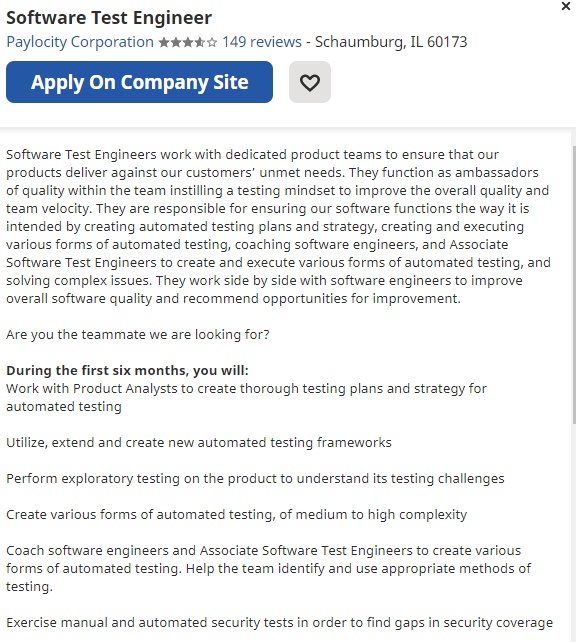 Software Test Engineer
Paylocity Corporation 149 reviews - Schaumburg, IL 60173
Apply On Company Site
Software Test Engineers work with dedicated product teams to ensure that our
products deliver against our customers' unmet needs. They function as ambassadors
of quality within the team instilling a testing mindset to improve the overall quality and
team velocity. They are responsible for ensuring our software functions the way it is
intended by creating automated testing plans and strategy, creating and executing
various forms of automated testing, coaching software engineers, and Associate
Software Test Engineers to create and execute various forms of automated testing, and
solving complex issues. They work side by side with software engineers to improve
overall software quality and recommend opportunities for improvement.
Are you the teammate we are looking for?
During the first six months, you will:
Work with Product Analysts to create thorough testing plans and strategy for
automated testing
Utilize, extend and create new automated testing frameworks
Perform exploratory testing on the product to understand its testing challenges
Create various forms of automated testing, of medium to high complexity
Coach software engineers and Associate Software Test Engineers to create various
forms of automated testing. Help the team identify and use appropriate methods of
testing.
Exercise manual and automated security tests in order to find gaps in security coverage